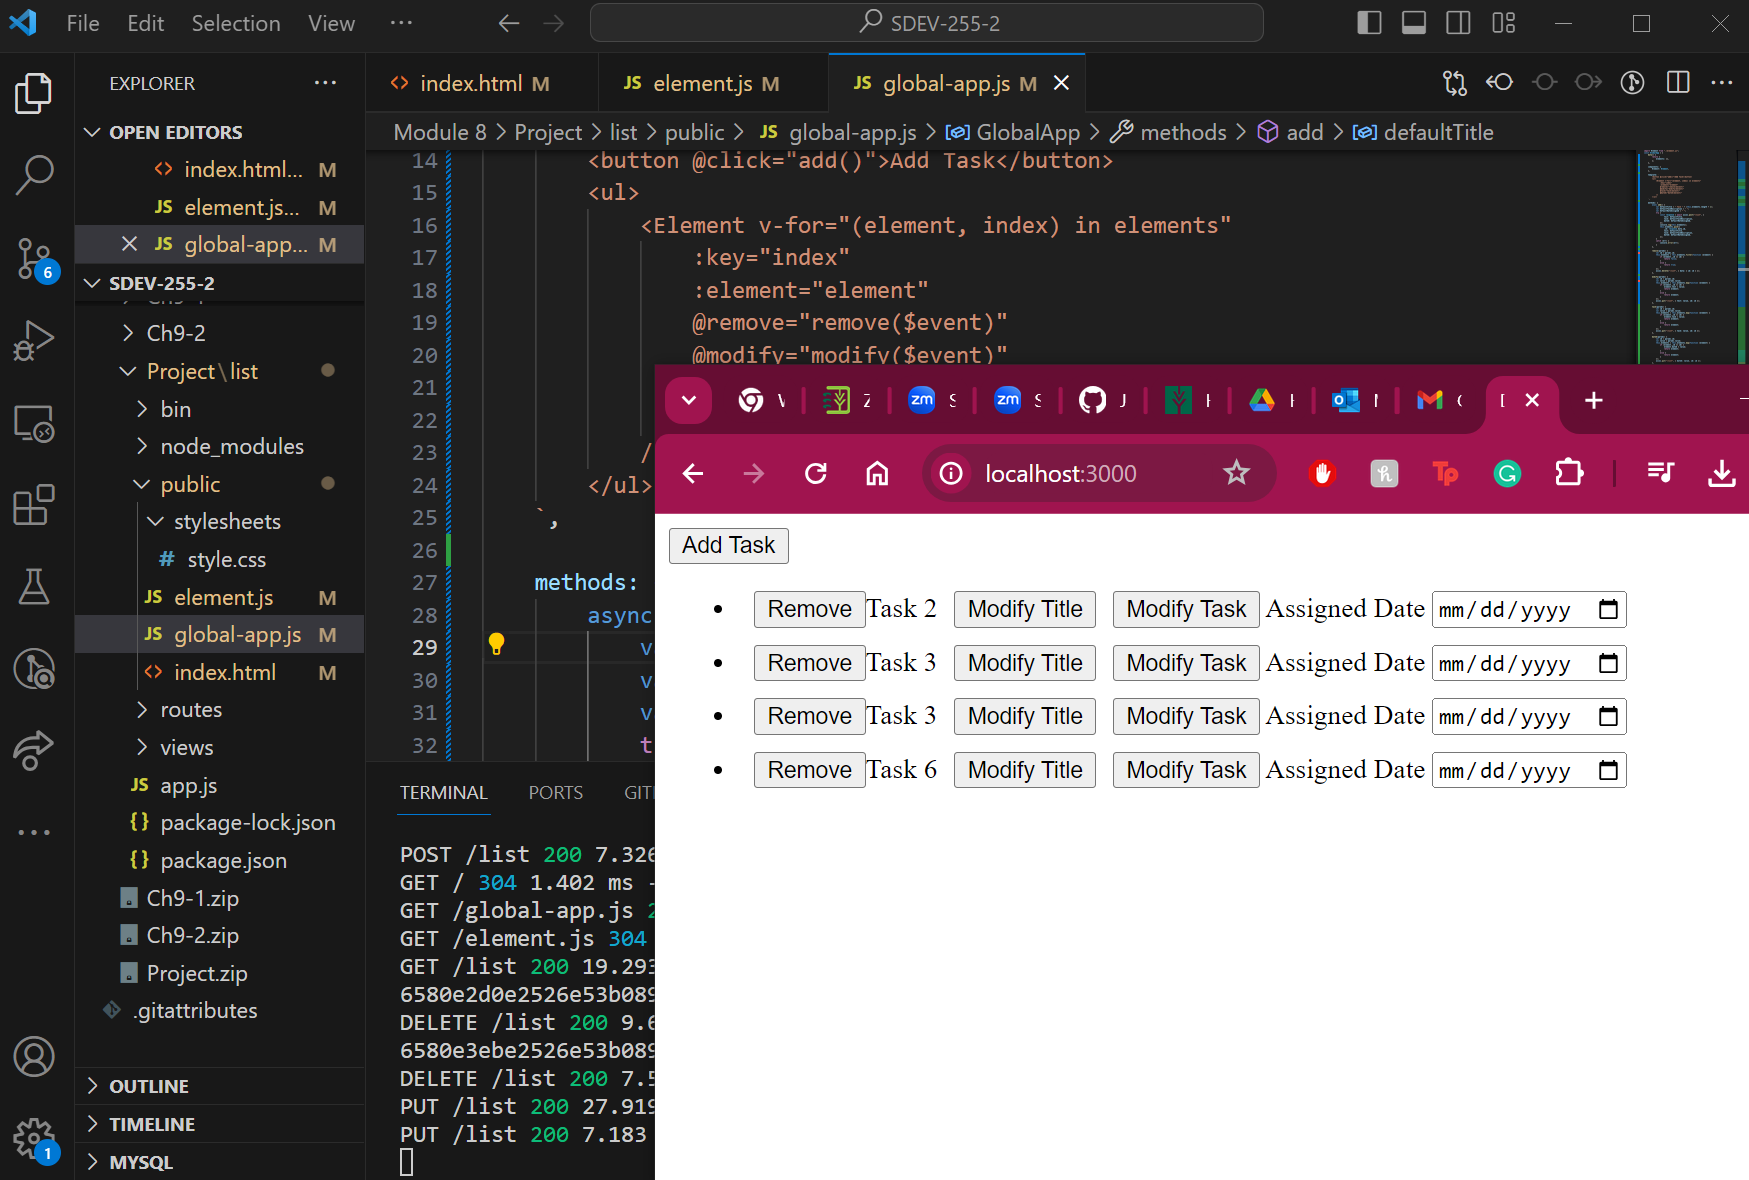 File Edit Selection View ··· SDEV-255-2
EXPLORER ···
OPEN EDITORS
index.html... M
element.js... M
global-app... M
SDEV-255-2
Ch9-2
Project\list
bin
node_modules
public
stylesheets
# style.css
JS element.js M
JS global-app.js M
<> index.html M
routes
views
JS app.js
{} package-lock.json
{} package.json
Ch9-1.zip
Ch9-2.zip
Project.zip
.gitattributes
OUTLINE
TIMELINE
MYSQL
6
1
<> index.html M JS element.js M JS global-app.js M
Module 8 > Project > list > public > JS global-app.js > GlobalApp > methods > add > defaultTitle
14 <button @click="add()">Add Task</button>
15 <ul>
16 <Element v-for="(element, index) in elements"
17 :key="index"
18 :element="element"
19 @remove="remove($event)"
20 @modify="modify($event)"
21
22
23 /
24 </ul>
25 `,
26
27 methods:
28 async
29 v
30 v
31 v
32 t
TERMINAL PORTS GIT
POST /list 200 7.326
GET / 304 1.402 ms -
GET /global-app.js 2
GET /element.js 304
GET /list 200 19.293
6580e2d0e2526e53b089
DELETE /list 200 9.6
6580e3ebe2526e53b089
DELETE /list 200 7.5
PUT /list 200 27.919
PUT /list 200 7.183
zm S zm S
localhost:3000
Add Task
• Remove Task 2 Modify Title Modify Task Assigned Date mm/dd/yyyy
• Remove Task 3 Modify Title Modify Task Assigned Date mm/dd/yyyy
• Remove Task 3 Modify Title Modify Task Assigned Date mm/dd/yyyy
• Remove Task 6 Modify Title Modify Task Assigned Date mm/dd/yyyy